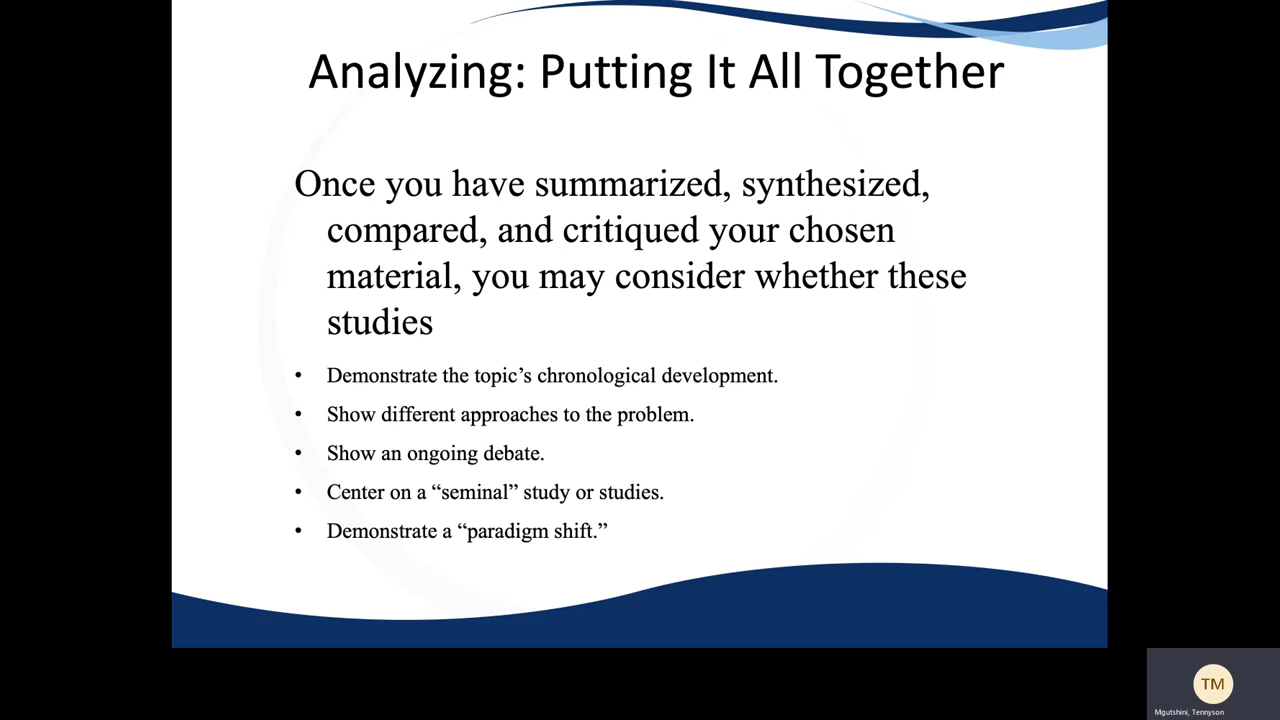 Analyzing: Putting It All Together
Once you have summarized, synthesized,
compared, and critiqued your chosen
material, you may consider whether these
studies
• Demonstrate the topic’s chronological development.
• Show different approaches to the problem.
• Show an ongoing debate.
• Center on a “seminal” study or studies.
• Demonstrate a “paradigm shift.”
TM
Mgutshini, Tennyson